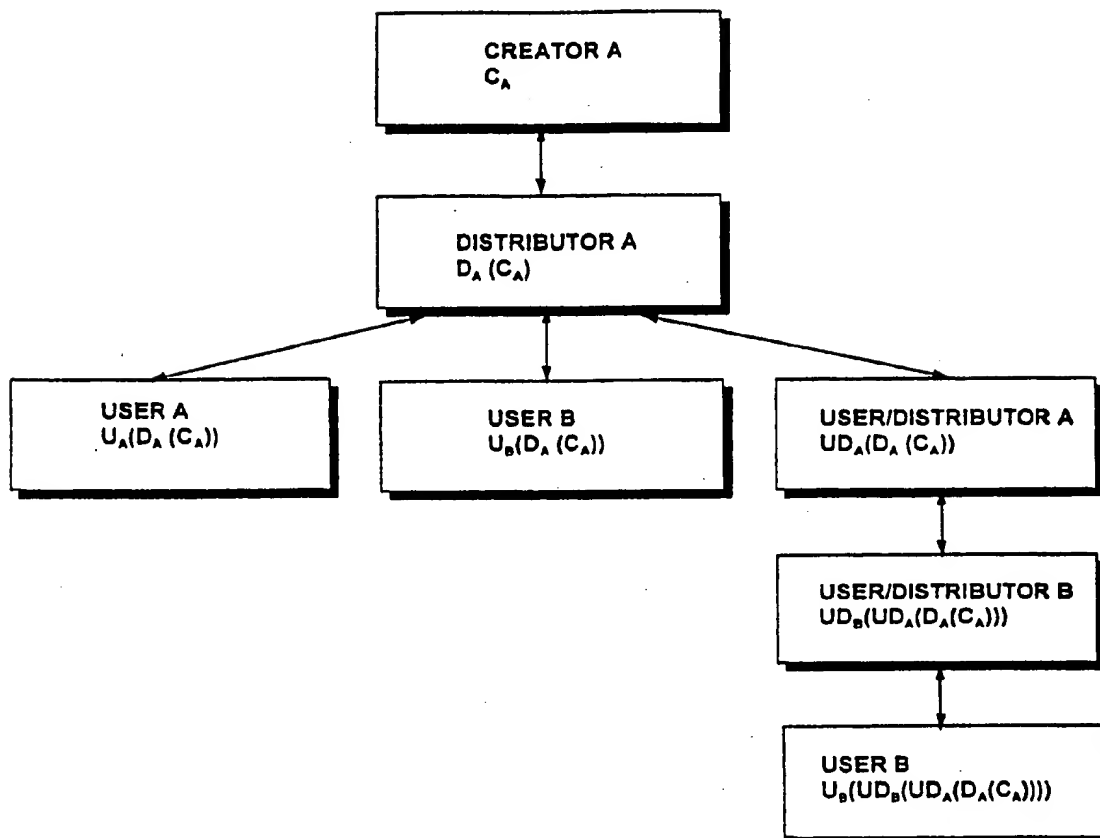 CREATOR A
C_A
DISTRIBUTOR A
D_A (C_A)
USER A
U_A(D_A (C_A))
USER B
U_B(D_A (C_A))
USER/DISTRIBUTOR A
UD_A(D_A (C_A))
USER/DISTRIBUTOR B
UD_B(UD_A(D_A(C_A)))
USER B
U_B(UD_B(UD_A(D_A(C_A))))